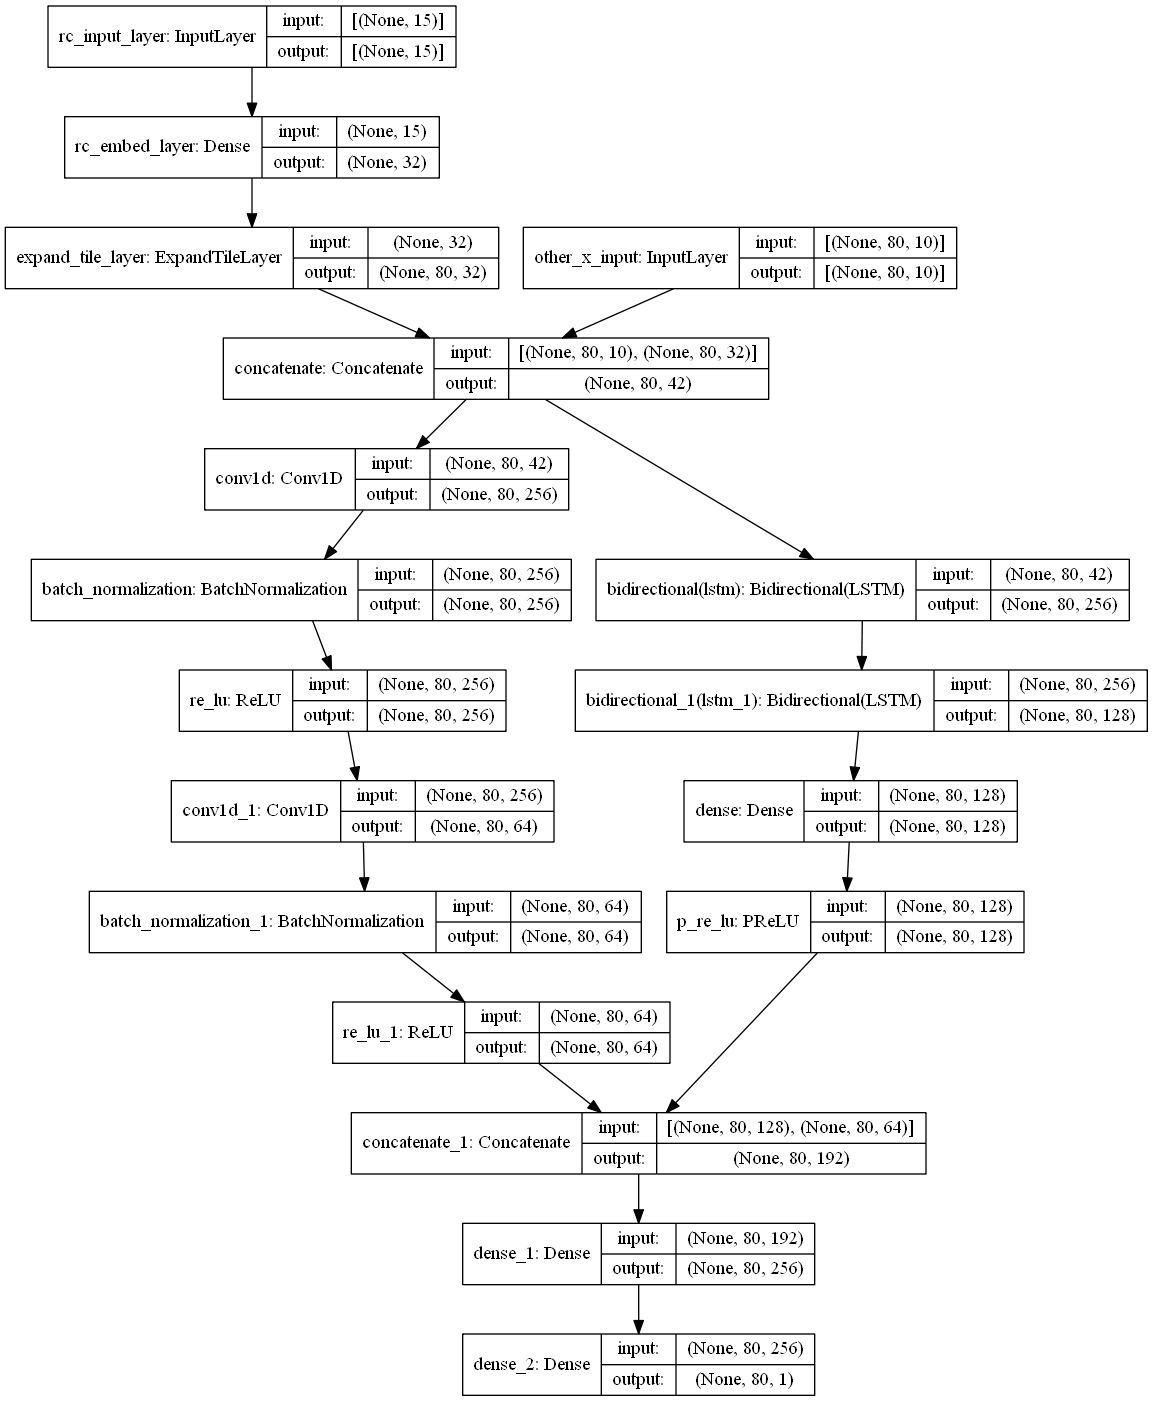 rc_input_layer: InputLayer
input: [(None, 15)]
output: [(None, 15)]
rc_embed_layer: Dense
input: (None, 15)
output: (None, 32)
expand_tile_layer: ExpandTileLayer
input: (None, 32)
output: (None, 80, 32)
other_x_input: InputLayer
input: [(None, 80, 10)]
output: [(None, 80, 10)]
concatenate: Concatenate
input: [(None, 80, 10), (None, 80, 32)]
output: (None, 80, 42)
conv1d: Conv1D
input: (None, 80, 42)
output: (None, 80, 256)
batch_normalization: BatchNormalization
input: (None, 80, 256)
output: (None, 80, 256)
bidirectional(lstm): Bidirectional(LSTM)
input: (None, 80, 42)
output: (None, 80, 256)
re_lu: ReLU
input: (None, 80, 256)
output: (None, 80, 256)
bidirectional_1(lstm_1): Bidirectional(LSTM)
input: (None, 80, 256)
output: (None, 80, 128)
conv1d_1: Conv1D
input: (None, 80, 256)
output: (None, 80, 64)
dense: Dense
input: (None, 80, 128)
output: (None, 80, 128)
batch_normalization_1: BatchNormalization
input: (None, 80, 64)
output: (None, 80, 64)
p_re_lu: PReLU
input: (None, 80, 128)
output: (None, 80, 128)
re_lu_1: ReLU
input: (None, 80, 64)
output: (None, 80, 64)
concatenate_1: Concatenate
input: [(None, 80, 128), (None, 80, 64)]
output: (None, 80, 192)
dense_1: Dense
input: (None, 80, 192)
output: (None, 80, 256)
dense_2: Dense
input: (None, 80, 256)
output: (None, 80, 1)